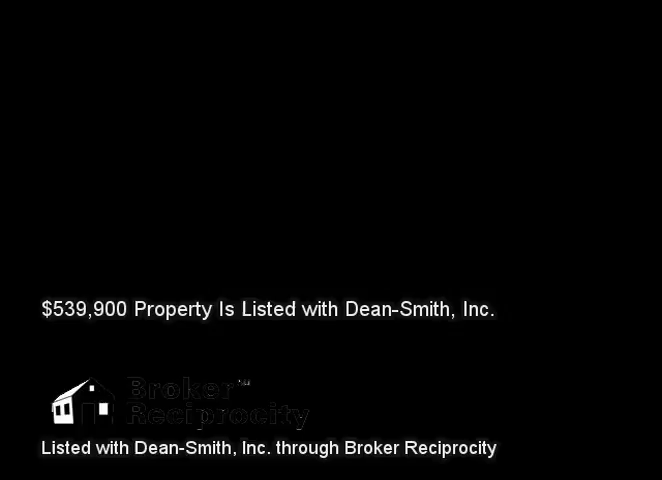 $539,900 Property Is Listed with Dean-Smith, Inc.
Broker™
Reciprocity
Listed with Dean-Smith, Inc. through Broker Reciprocity